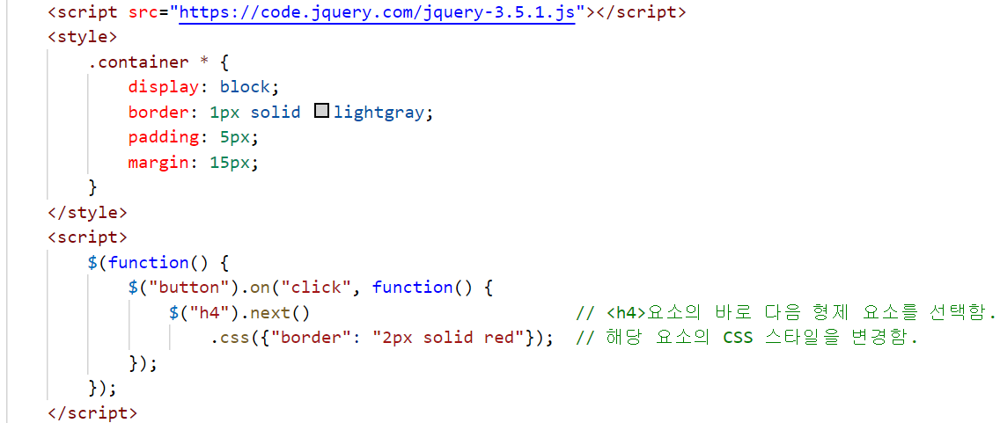 <script src="https://code.jquery.com/jquery-3.5.1.js"></script>
<style>
.container * {
display: block;
border: 1px solid lightgray;
padding: 5px;
margin: 15px;
}
</style>
<script>
$(function() {
$("button").on("click", function() {
$("h4").next() // <h4>요소의 바로 다음 형제 요소를 선택함.
.css({"border": "2px solid red"}); // 해당 요소의 CSS 스타일을 변경함.
});
});
</script>